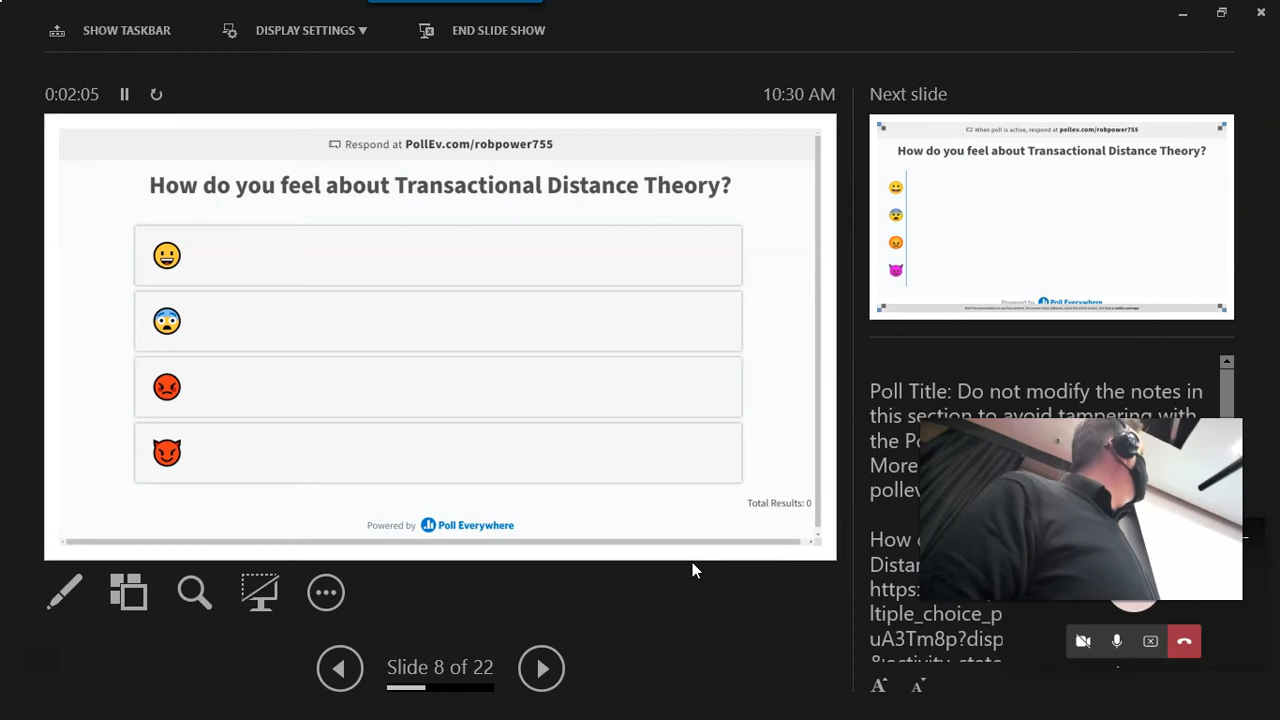 SHOW TASKBAR
DISPLAY SETTINGS ▾
END SLIDE SHOW
0:02:05
10:30 AM
Respond at PollEv.com/robpower755
How do you feel about Transactional Distance Theory?
Total Results: 0
Powered by Poll Everywhere
Slide 8 of 22
Next slide
When poll is active, respond at pollev.com/robpower755
How do you feel about Transactional Distance Theory?
Powered by Poll Everywhere
Poll Title: Do not modify the notes in
this section to avoid tampering with
the
More
pollev
How
Distan
https:
ltiple_choice_p
uA3Tm8p?disp
A A